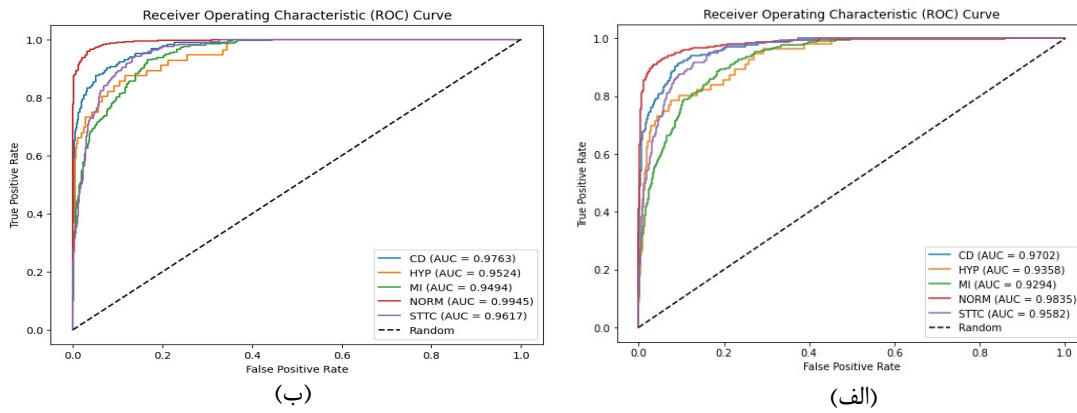 Receiver Operating Characteristic (ROC) Curve
True Positive Rate
1.0
0.8
0.6
0.4
0.2
0.0
CD (AUC = 0.9763)
HYP (AUC = 0.9524)
MI (AUC = 0.9494)
NORM (AUC = 0.9945)
STTC (AUC = 0.9617)
Random
0.0 0.2 0.4 0.6 0.8 1.0
False Positive Rate
(ب)
Receiver Operating Characteristic (ROC) Curve
True Positive Rate
1.0
0.8
0.6
0.4
0.2
0.0
CD (AUC = 0.9702)
HYP (AUC = 0.9358)
MI (AUC = 0.9294)
NORM (AUC = 0.9835)
STTC (AUC = 0.9582)
Random
0.0 0.2 0.4 0.6 0.8 1.0
False Positive Rate
(الف)